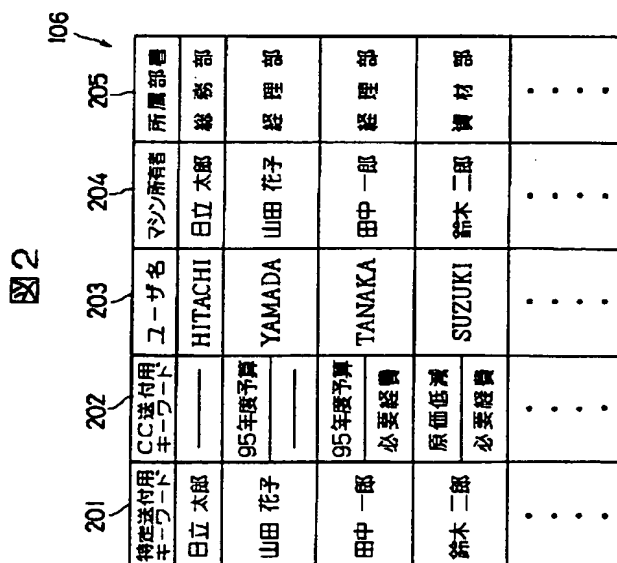 図2
106
201 202 203 204 205
特定送付用キーワード CC送付用キーワード ユーザ名 マシン所有者 所属部署
日立 太郎 —— HITACHI 日立 太郎 総務部
山田 花子 95年度予算 —— YAMADA 山田 花子 経理部
田中 一郎 95年度予算 必要経費 TANAKA 田中 一郎 経理部
鈴木 二郎 原価低減 必要経費 SUZUKI 鈴木 二郎 資材部